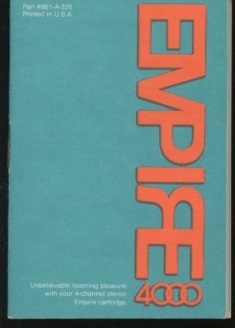 Part #951-A-325
Printed in U.S.A
EMPIRE
4000
Unbelievable listening pleasure
with your 4-channel stereo
Empire cartridge.